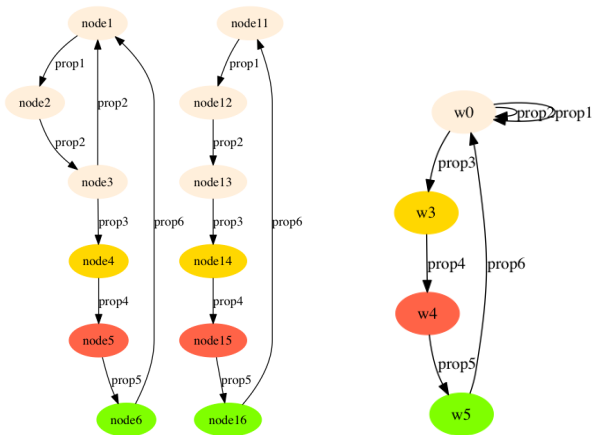 node1
node11
prop1
prop1
node2
node12
prop2
prop2
prop2
node3
node13
prop3
prop6
prop3
prop6
node4
node14
prop4
prop4
node5
node15
prop5
prop5
node6
node16
w0
prop2
prop1
prop3
w3
prop4
prop6
w4
prop5
w5